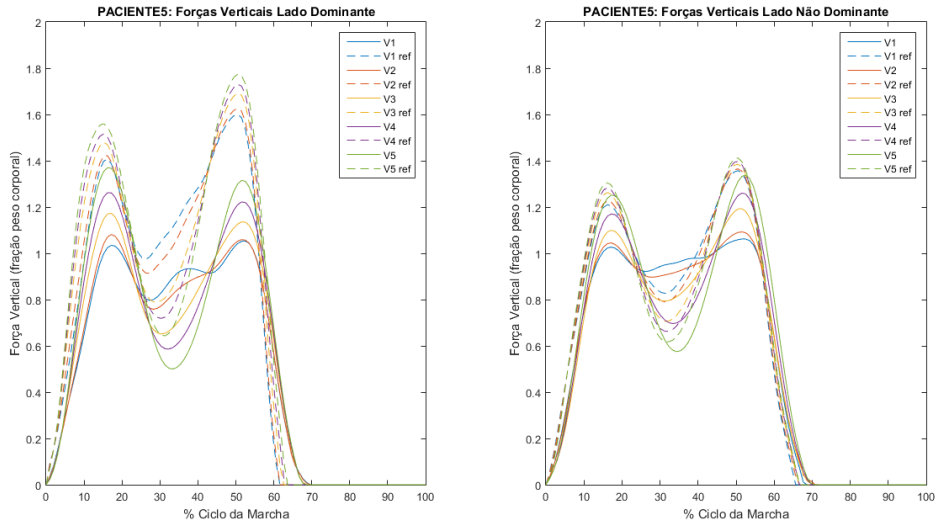 PACIENTE5: Forças Verticais Lado Dominante
Força Vertical (fração peso corporal)
2
1.8
1.6
1.4
1.2
1
0.8
0.6
0.4
0.2
0
0 10 20 30 40 50 60 70 80 90 100
% Ciclo da Marcha
V1
V1 ref
V2
V2 ref
V3
V3 ref
V4
V4 ref
V5
V5 ref
PACIENTE5: Forças Verticais Lado Não Dominante
Força Vertical (fração peso corporal)
2
1.8
1.6
1.4
1.2
1
0.8
0.6
0.4
0.2
0
0 10 20 30 40 50 60 70 80 90 100
% Ciclo da Marcha
V1
V1 ref
V2
V2 ref
V3
V3 ref
V4
V4 ref
V5
V5 ref